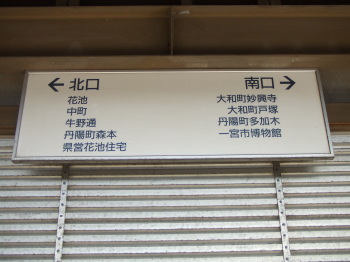 ← 北口
花池
中町
牛野通
丹陽町森本
県営花池住宅
南口 →
大和町妙興寺
大和町戸塚
丹陽町多加木
一宮市博物館